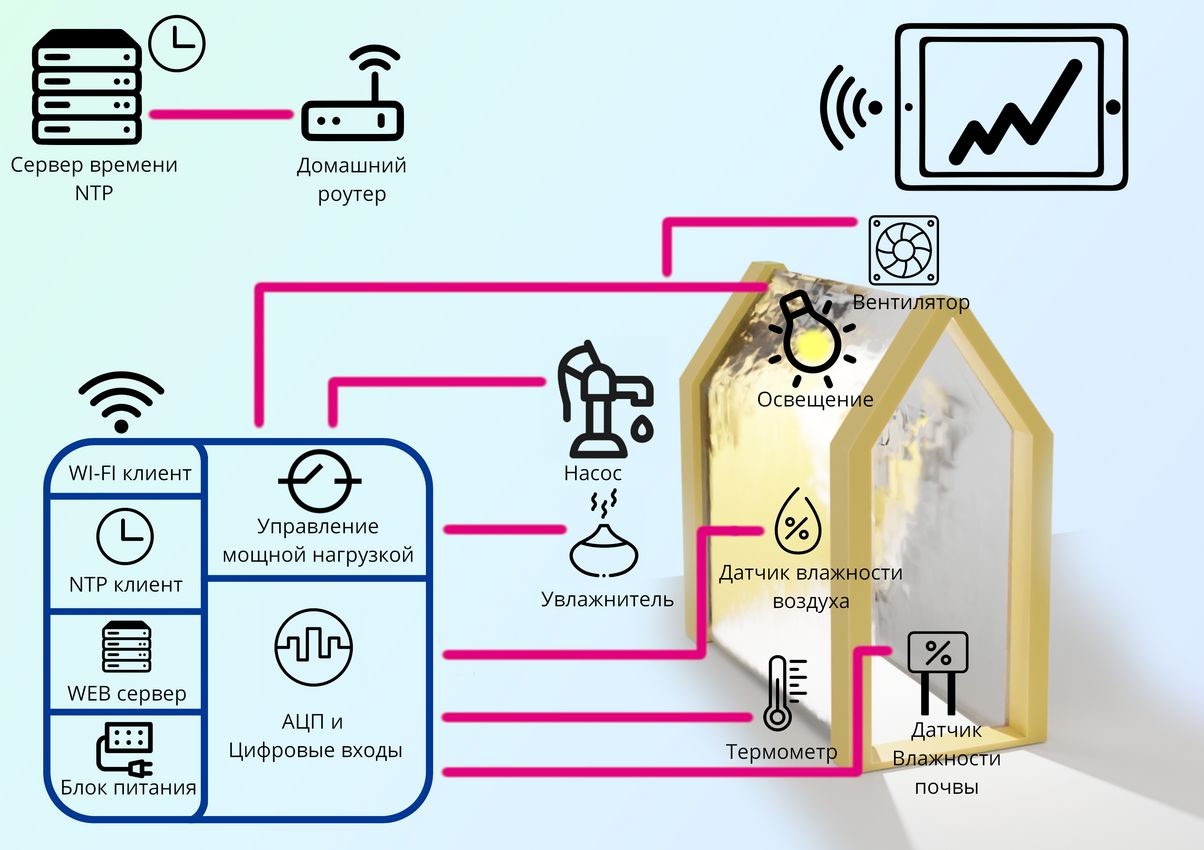 Сервер времени
NTP
Домашний
роутер
Вентилятор
Освещение
Насос
Увлажнитель
Датчик влажности
воздуха
Термометр
Датчик
Влажности
почвы
WI-FI клиент
NTP клиент
WEB сервер
Блок питания
Управление
мощной нагрузкой
АЦП и
Цифровые входы